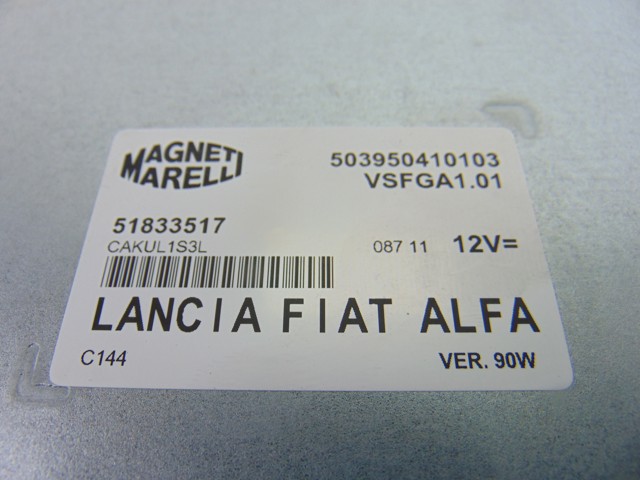 MAGNETI
MARELLI
503950410103
VSFGA1.01
51833517
CAKUL1S3L
087 11 12V=
LANCIA FIAT ALFA
C144 VER. 90W